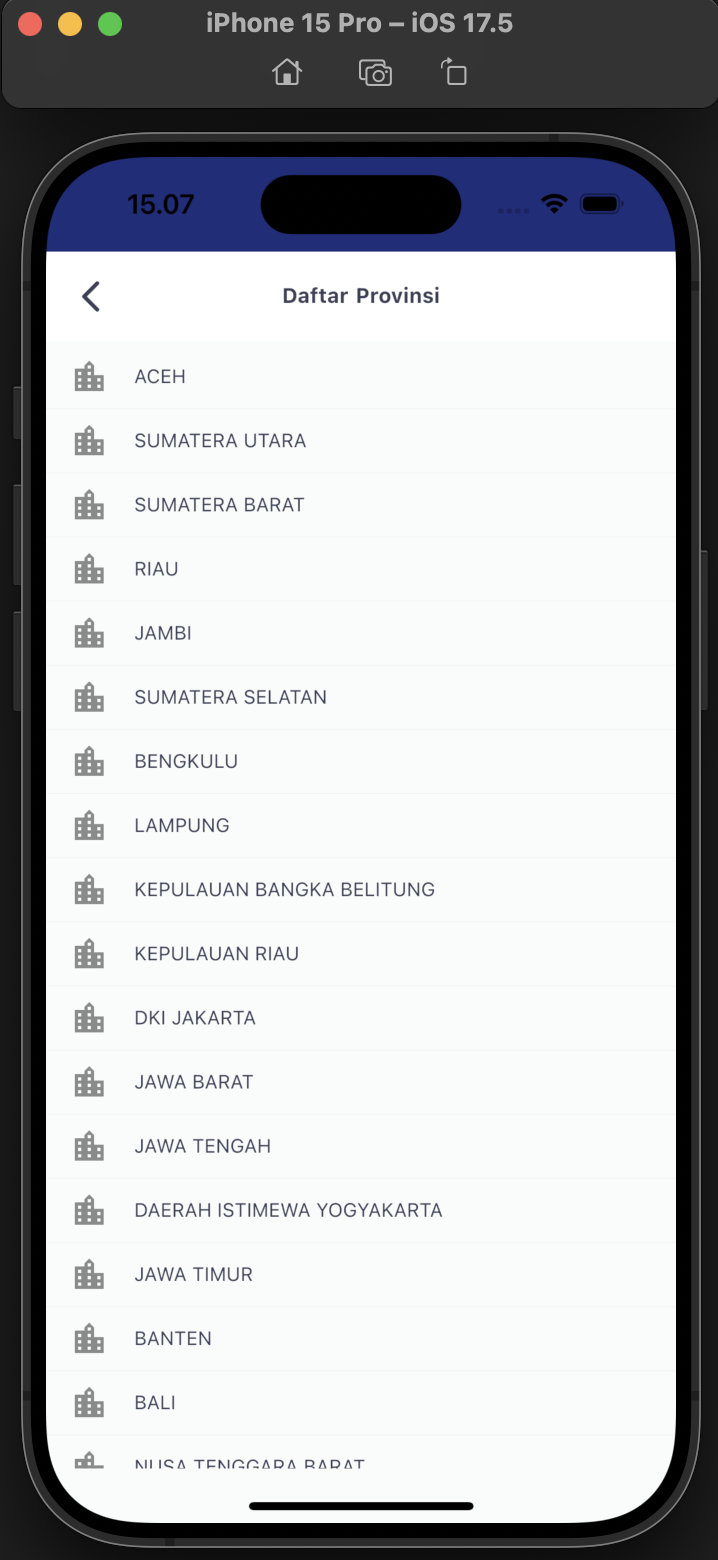 iPhone 15 Pro – iOS 17.5
15.07
Daftar Provinsi
ACEH
SUMATERA UTARA
SUMATERA BARAT
RIAU
JAMBI
SUMATERA SELATAN
BENGKULU
LAMPUNG
KEPULAUAN BANGKA BELITUNG
KEPULAUAN RIAU
DKI JAKARTA
JAWA BARAT
JAWA TENGAH
DAERAH ISTIMEWA YOGYAKARTA
JAWA TIMUR
BANTEN
BALI
NUSA TENGGARA BARAT